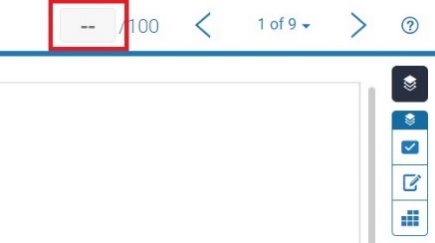 -- /100 1 of 9
?